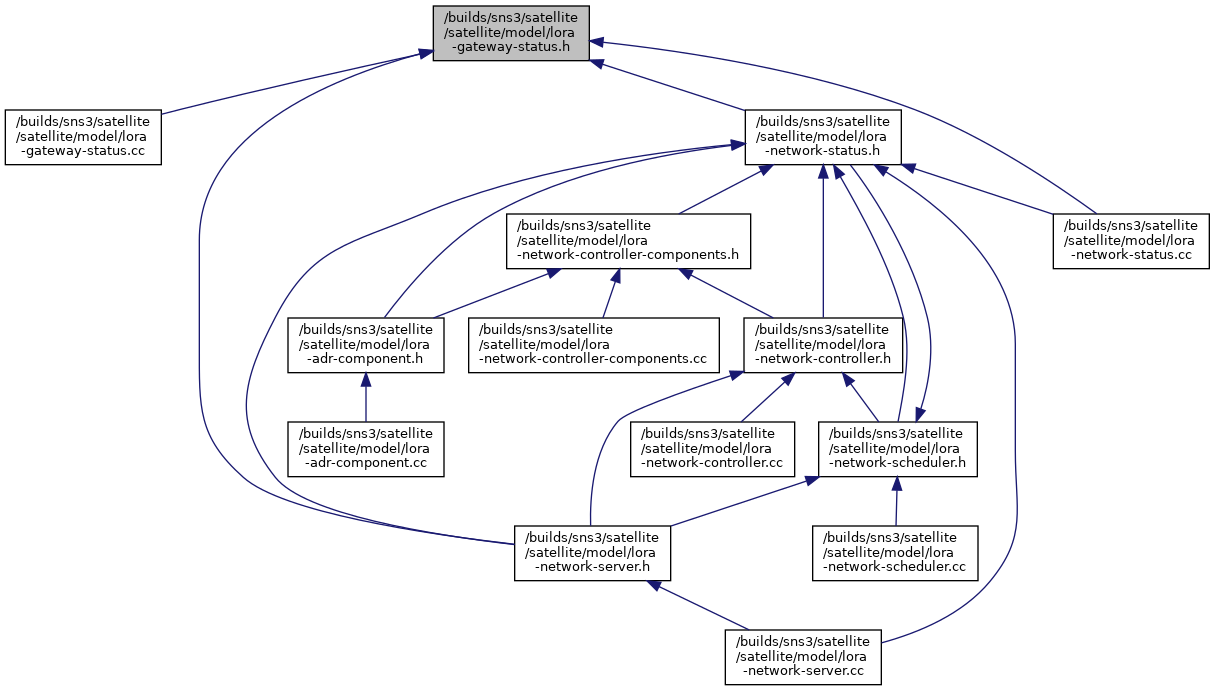 /builds/sns3/satellite
/satellite/model/lora
-gateway-status.h
/builds/sns3/satellite
/satellite/model/lora
-gateway-status.cc
/builds/sns3/satellite
/satellite/model/lora
-network-status.h
/builds/sns3/satellite
/satellite/model/lora
-network-controller-components.h
/builds/sns3/satellite
/satellite/model/lora
-network-status.cc
/builds/sns3/satellite
/satellite/model/lora
-adr-component.h
/builds/sns3/satellite
/satellite/model/lora
-network-controller-components.cc
/builds/sns3/satellite
/satellite/model/lora
-network-controller.h
/builds/sns3/satellite
/satellite/model/lora
-adr-component.cc
/builds/sns3/satellite
/satellite/model/lora
-network-controller.cc
/builds/sns3/satellite
/satellite/model/lora
-network-scheduler.h
/builds/sns3/satellite
/satellite/model/lora
-network-server.h
/builds/sns3/satellite
/satellite/model/lora
-network-scheduler.cc
/builds/sns3/satellite
/satellite/model/lora
-network-server.cc